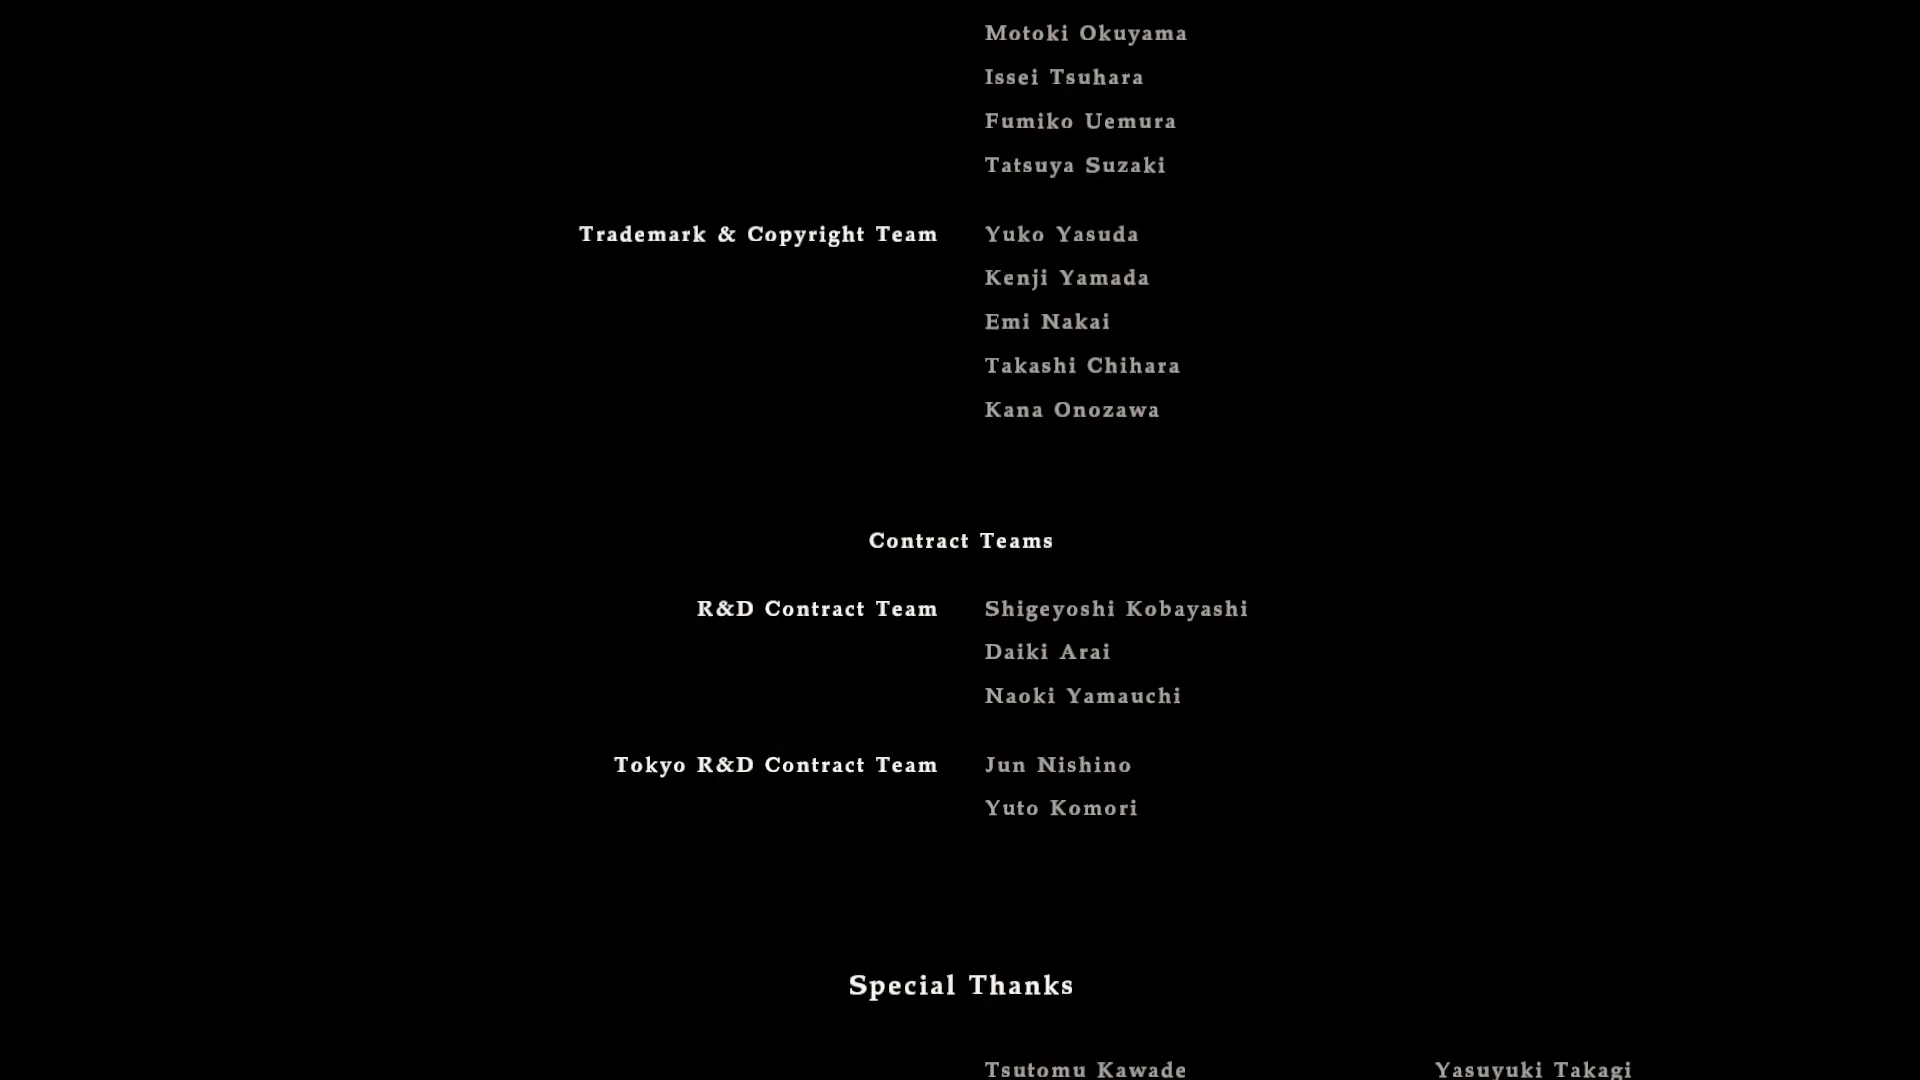 Motoki Okuyama
Issei Tsuhara
Fumiko Uemura
Tatsuya Suzaki
Trademark & Copyright Team Yuko Yasuda
Kenji Yamada
Emi Nakai
Takashi Chihara
Kana Onozawa
Contract Teams
R&D Contract Team Shigeyoshi Kobayashi
Daiki Arai
Naoki Yamauchi
Tokyo R&D Contract Team Jun Nishino
Yuto Komori
Special Thanks
Tsutomu Kawade Yasuyuki Takagi